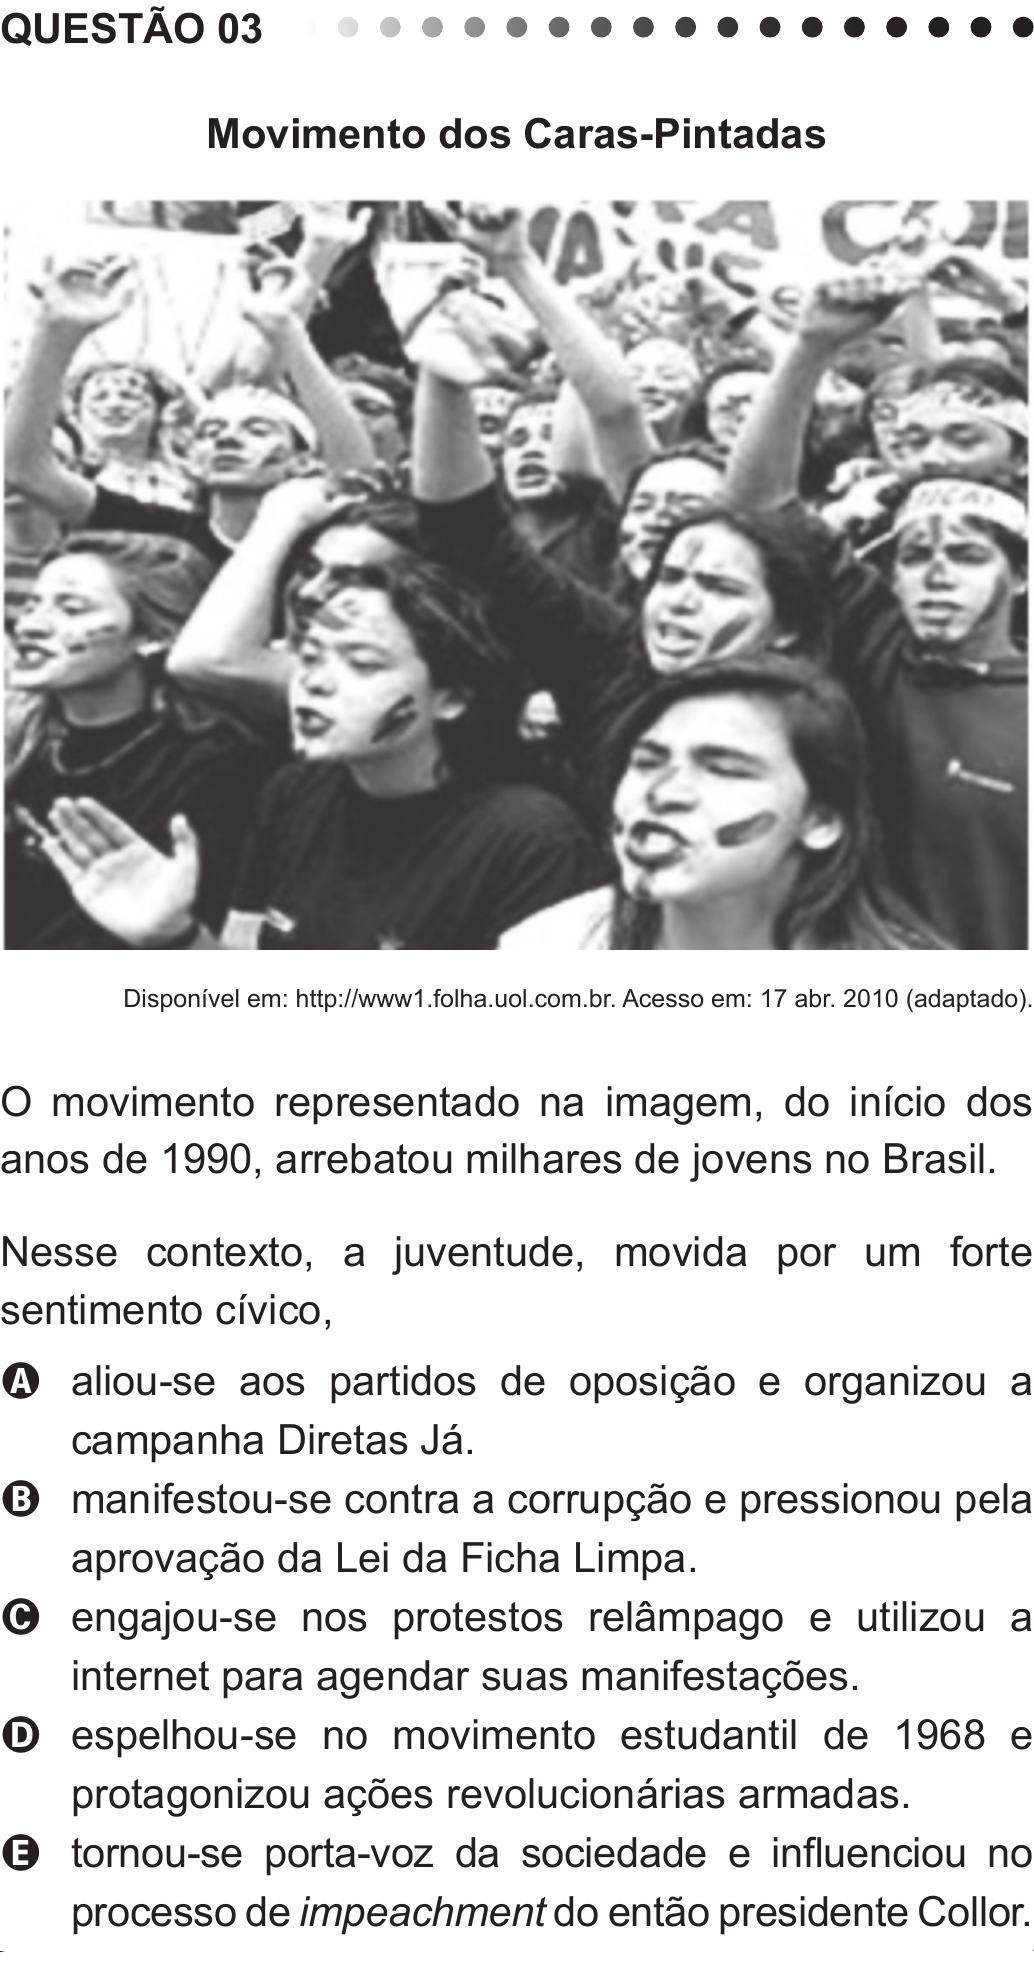 QUESTÃO 03
Movimento dos Caras-Pintadas
Disponível em: http://www1.folha.uol.com.br. Acesso em: 17 abr. 2010 (adaptado).
O movimento representado na imagem, do início dos
anos de 1990, arrebatou milhares de jovens no Brasil.
Nesse contexto, a juventude, movida por um forte
sentimento cívico,
A aliou-se aos partidos de oposição e organizou a
campanha Diretas Já.
B manifestou-se contra a corrupção e pressionou pela
aprovação da Lei da Ficha Limpa.
C engajou-se nos protestos relâmpago e utilizou a
internet para agendar suas manifestações.
D espelhou-se no movimento estudantil de 1968 e
protagonizou ações revolucionárias armadas.
E tornou-se porta-voz da sociedade e influenciou no
processo de impeachment do então presidente Collor.